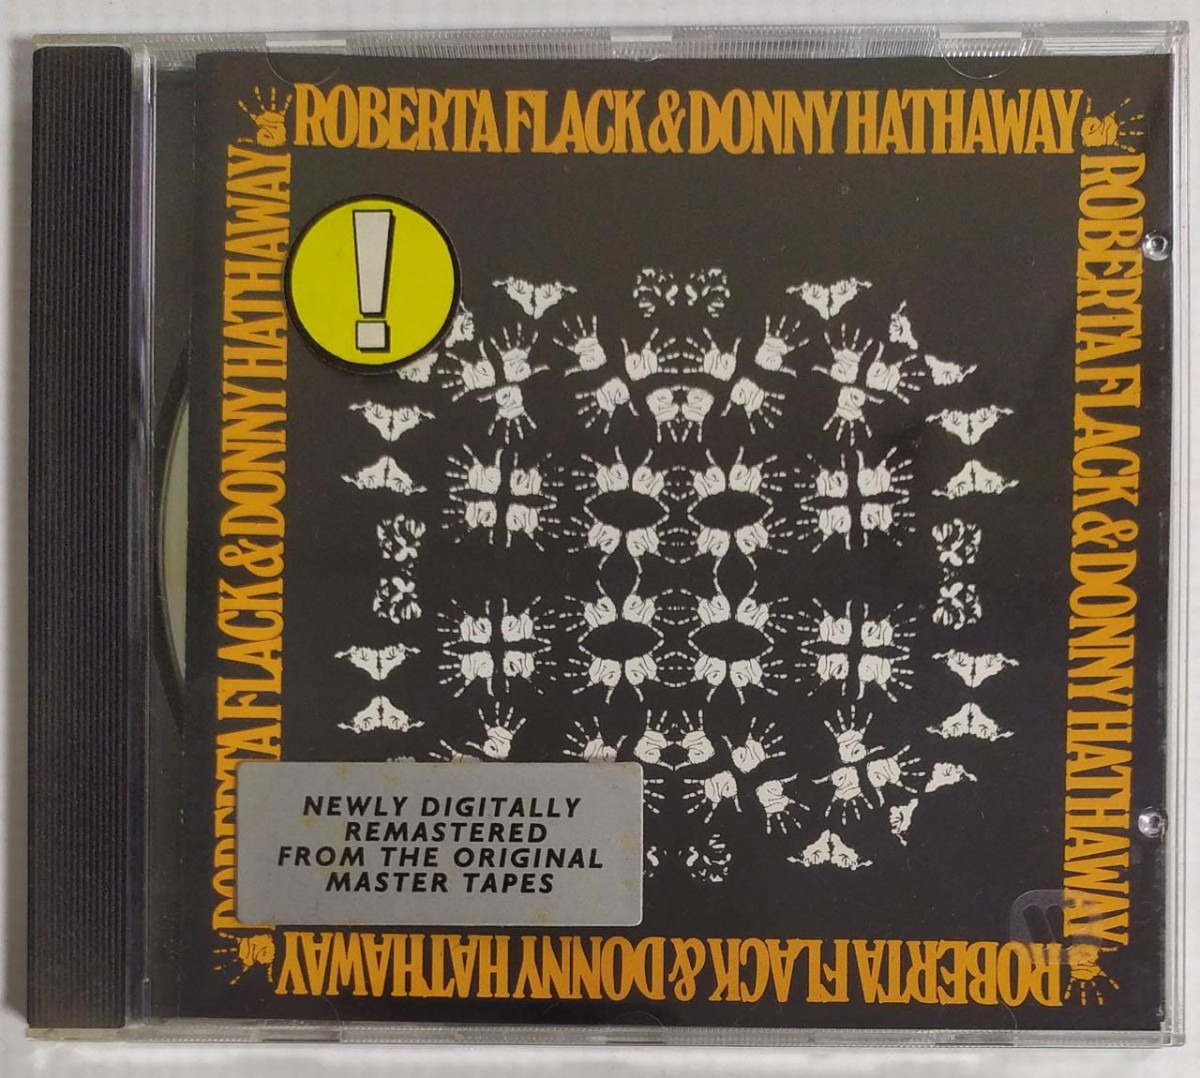 ROBERTA FLACK & DONNY HATHAWAY
ROBERTA FLACK & DONNY HATHAWAY
ROBERTA FLACK & DONNY HATHAWAY
ROBERTA FLACK & DONNY HATHAWAY
!
NEWLY DIGITALLY
REMASTERED
FROM THE ORIGINAL
MASTER TAPES